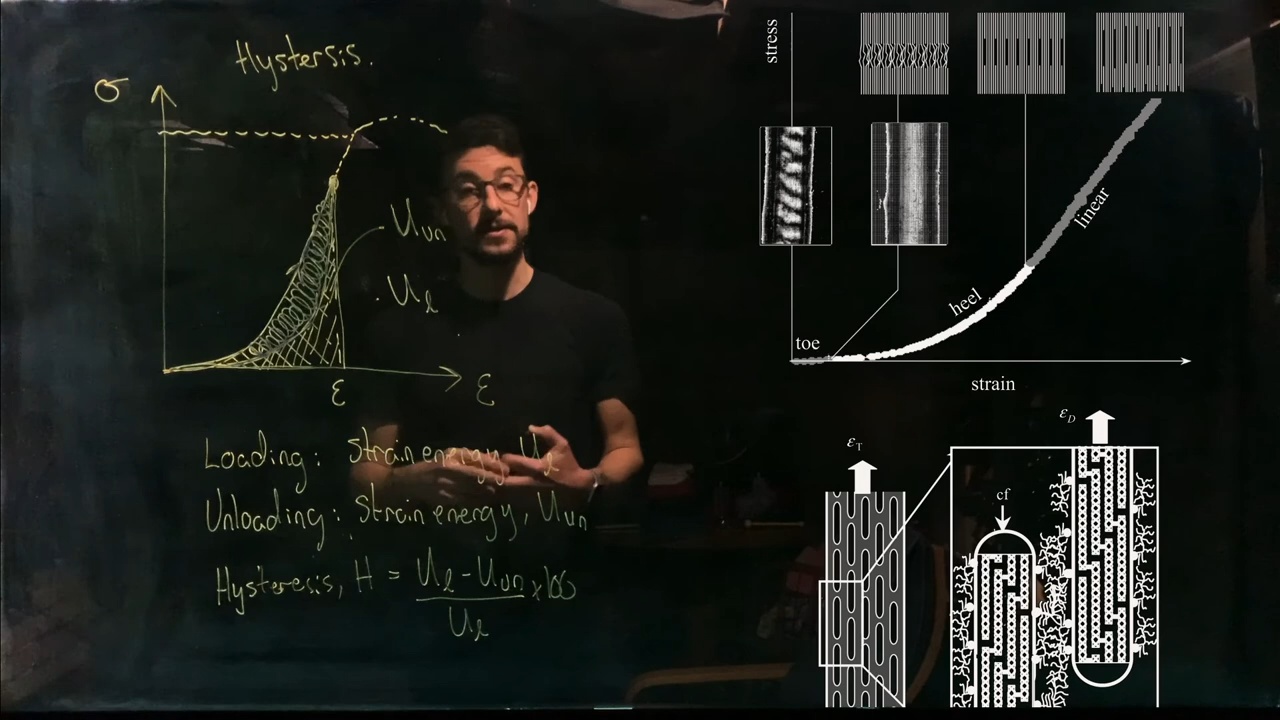 Hystersis.
σ
Uun
Uℓ
ε
ε
Loading: Strain energy, Uℓ
Unloading: Strain energy, Uun
Hysteresis, H = Uℓ - Uun x100
Uℓ
stress
linear
heel
toe
strain
εT
εD
cf